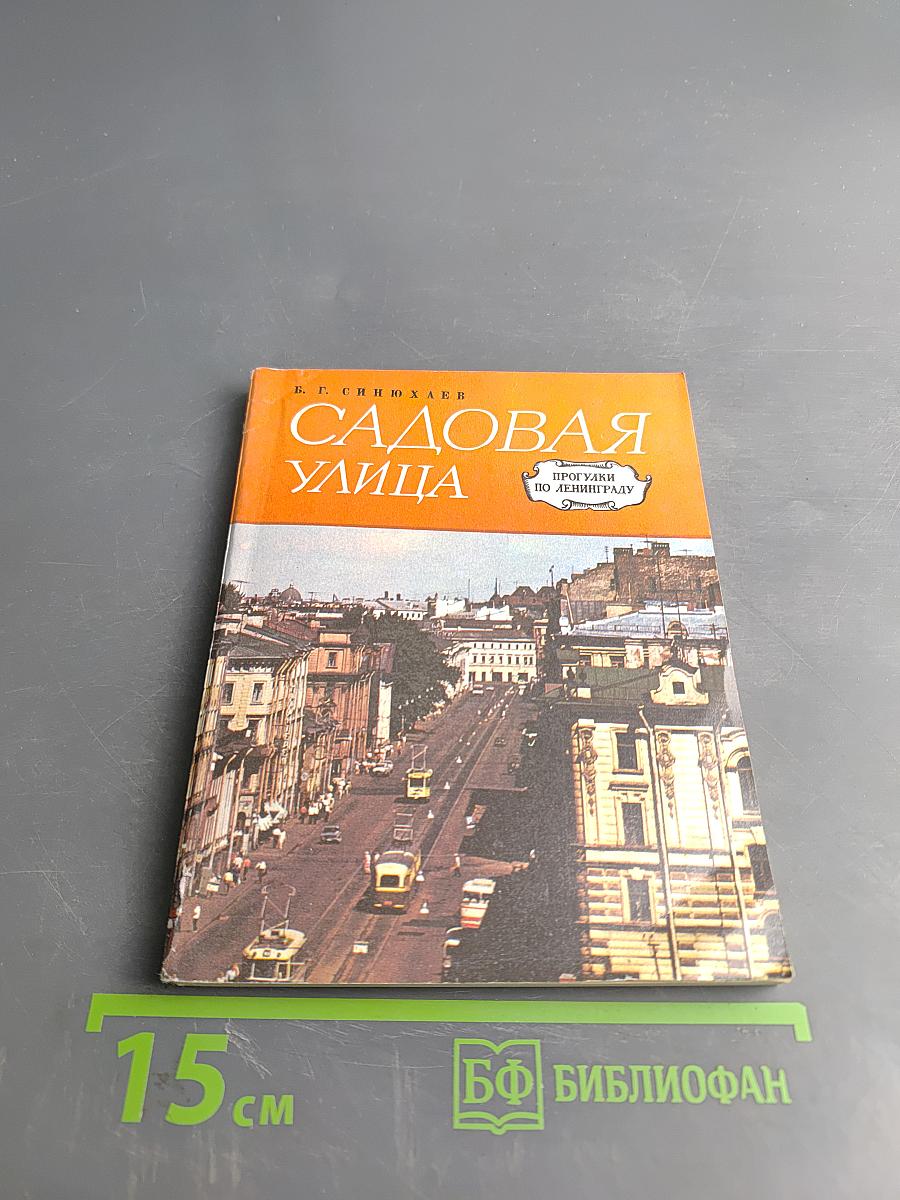 Б. Г. СИНЮХАЕВ
САДОВАЯ
УЛИЦА
ПРОГУЛКИ
ПО ЛЕНИНГРАДУ
15 см
БФ БИБЛИОФАН